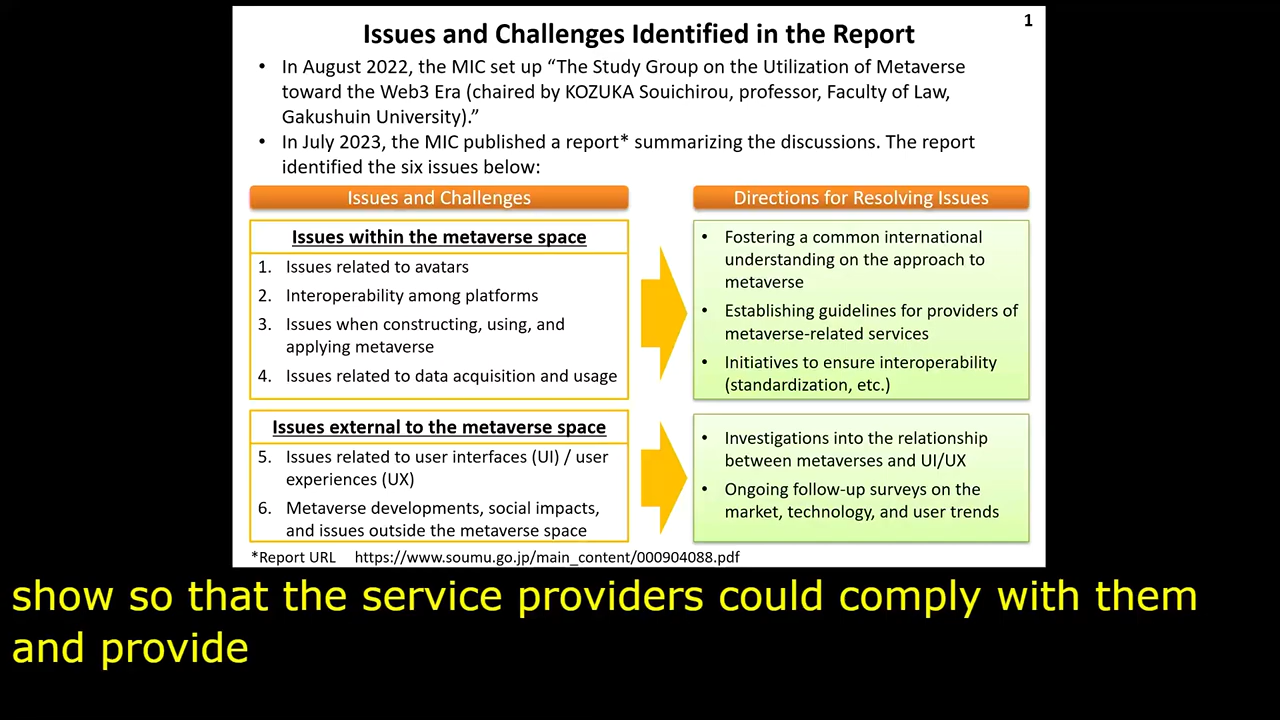 1
Issues and Challenges Identified in the Report
• In August 2022, the MIC set up “The Study Group on the Utilization of Metaverse
toward the Web3 Era (chaired by KOZUKA Souichirou, professor, Faculty of Law,
Gakushuin University).”
• In July 2023, the MIC published a report* summarizing the discussions. The report
identified the six issues below:
Issues and Challenges
Issues within the metaverse space
1. Issues related to avatars
2. Interoperability among platforms
3. Issues when constructing, using, and
applying metaverse
4. Issues related to data acquisition and usage
Directions for Resolving Issues
• Fostering a common international
understanding on the approach to
metaverse
• Establishing guidelines for providers of
metaverse-related services
• Initiatives to ensure interoperability
(standardization, etc.)
Issues external to the metaverse space
5. Issues related to user interfaces (UI) / user
experiences (UX)
6. Metaverse developments, social impacts,
and issues outside the metaverse space
• Investigations into the relationship
between metaverses and UI/UX
• Ongoing follow-up surveys on the
market, technology, and user trends
*Report URL https://www.soumu.go.jp/main_content/000904088.pdf
show so that the service providers could comply with them
and provide